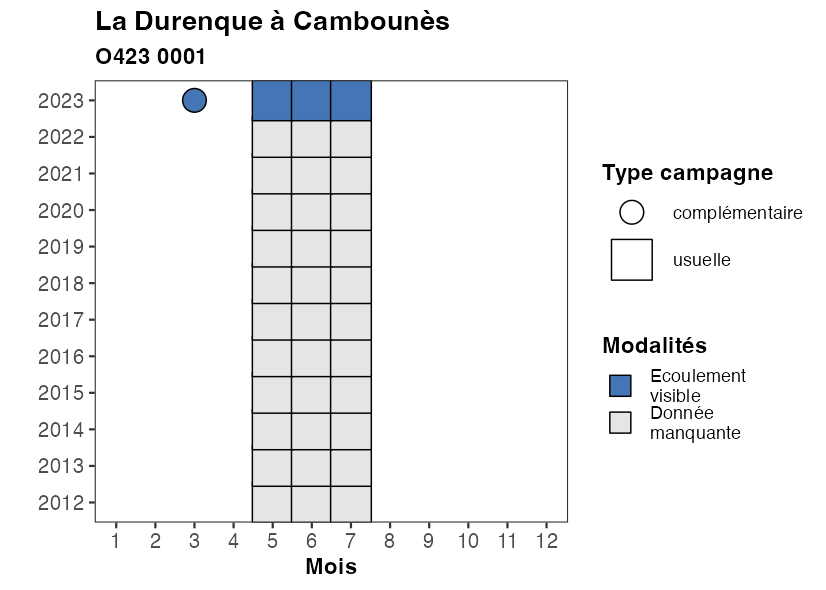 La Durenque à Cambounès
O423 0001
2023
2022
2021
2020
2019
2018
2017
2016
2015
2014
2013
2012
1 2 3 4 5 6 7 8 9 10 11 12
Mois
Type campagne
complémentaire
usuelle
Modalités
Ecoulement
visible
Donnée
manquante